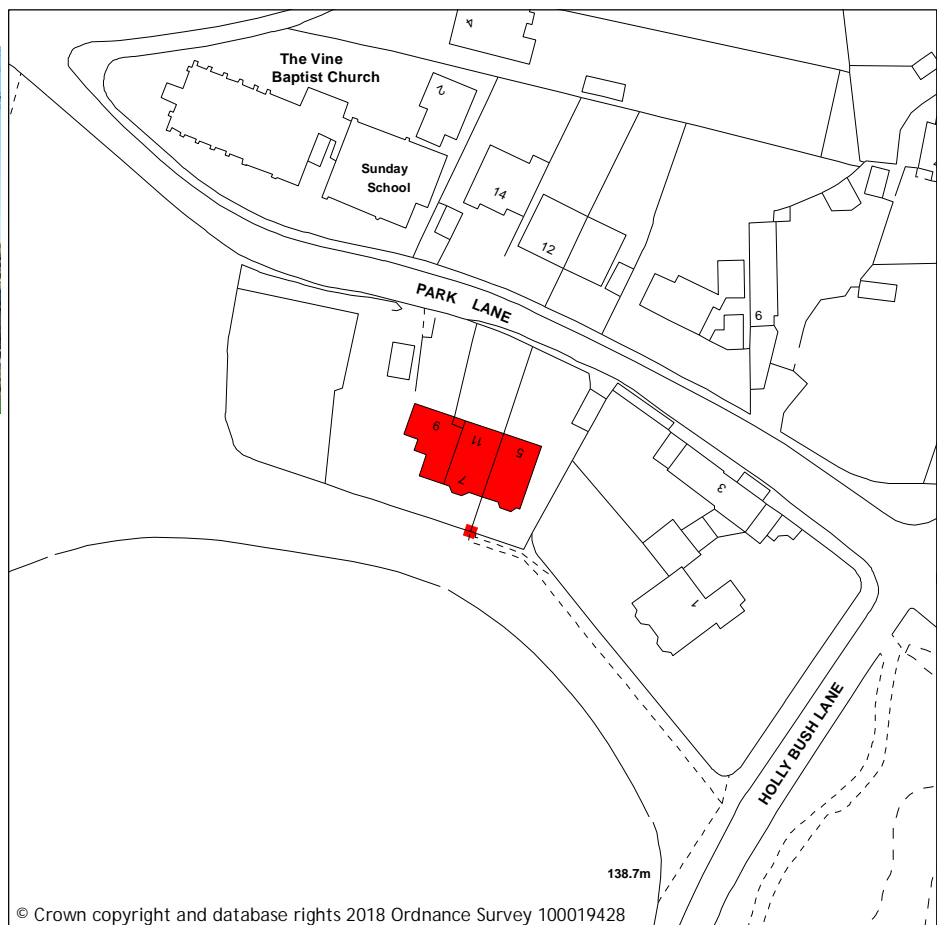 4
The Vine
Baptist Church
2
Sunday
School
14
12
PARK LANE
6
9
11
5
7
3
1
HOLLY BUSH LANE
138.7m
© Crown copyright and database rights 2018 Ordnance Survey 100019428